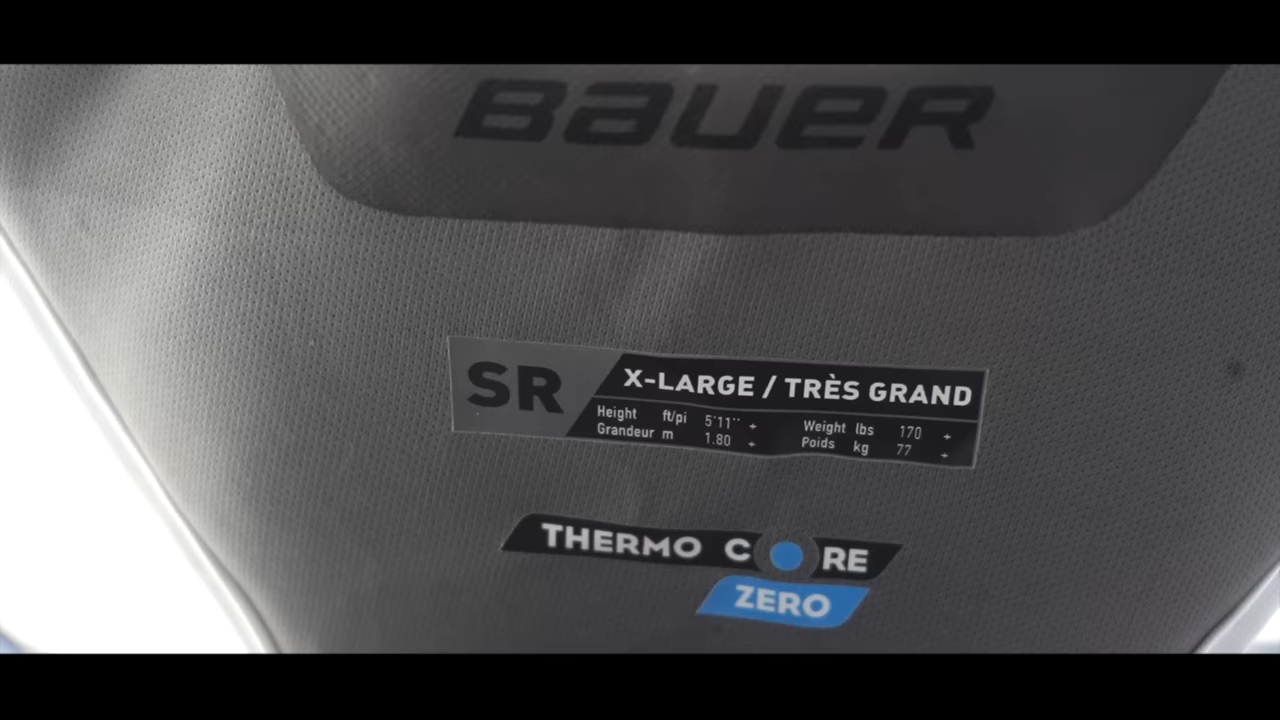 BAUER
SR
X-LARGE / TRÈS GRAND
Height ft/pi 5'11'' + Weight lbs 170 +
Grandeur m 1.80 + Poids kg 77 +
THERMO CORE
ZERO